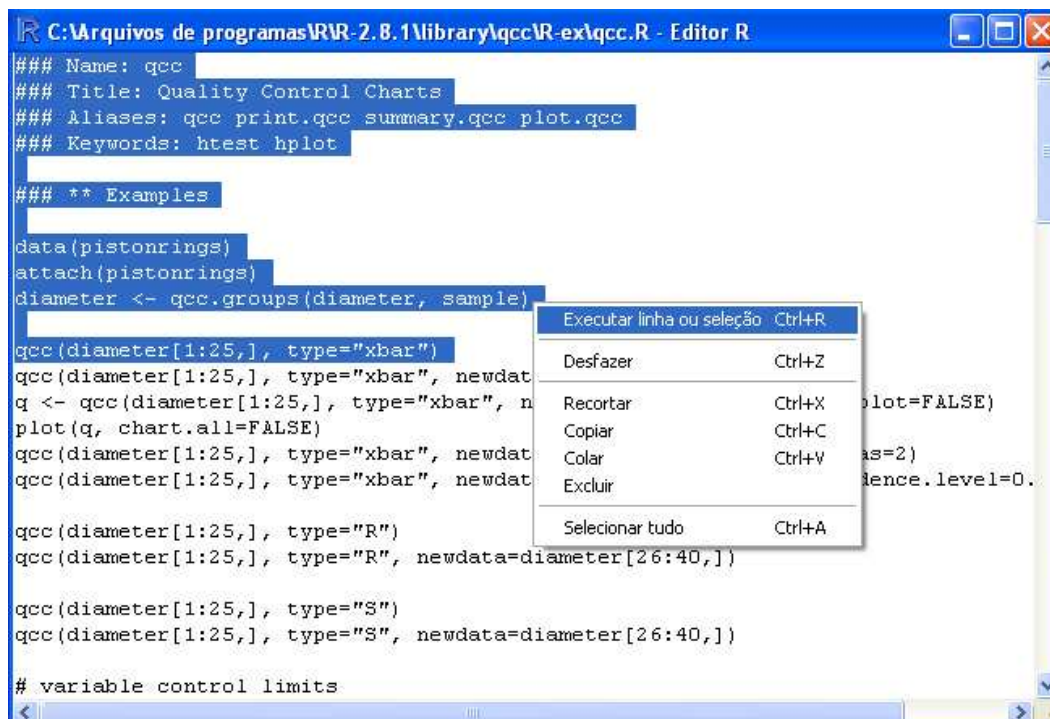 C:\Arquivos de programas\R\R-2.8.1\library\qcc\R-ex\qcc.R - Editor R
### Name: qcc
### Title: Quality Control Charts
### Aliases: qcc print.qcc summary.qcc plot.qcc
### Keywords: htest hplot
### ** Examples
data(pistonrings)
attach(pistonrings)
diameter <- qcc.groups(diameter, sample)
qcc(diameter[1:25,], type="xbar")
qcc(diameter[1:25,], type="xbar", newdat
q <- qcc(diameter[1:25,], type="xbar", n plot=FALSE)
plot(q, chart.all=FALSE)
qcc(diameter[1:25,], type="xbar", newdat as=2)
qcc(diameter[1:25,], type="xbar", newdat dence.level=0.
qcc(diameter[1:25,], type="R")
qcc(diameter[1:25,], type="R", newdata=diameter[26:40,])
qcc(diameter[1:25,], type="S")
qcc(diameter[1:25,], type="S", newdata=diameter[26:40,])
# variable control limits
Executar linha ou seleção Ctrl+R
Desfazer Ctrl+Z
Recortar Ctrl+X
Copiar Ctrl+C
Colar Ctrl+V
Excluir
Selecionar tudo Ctrl+A